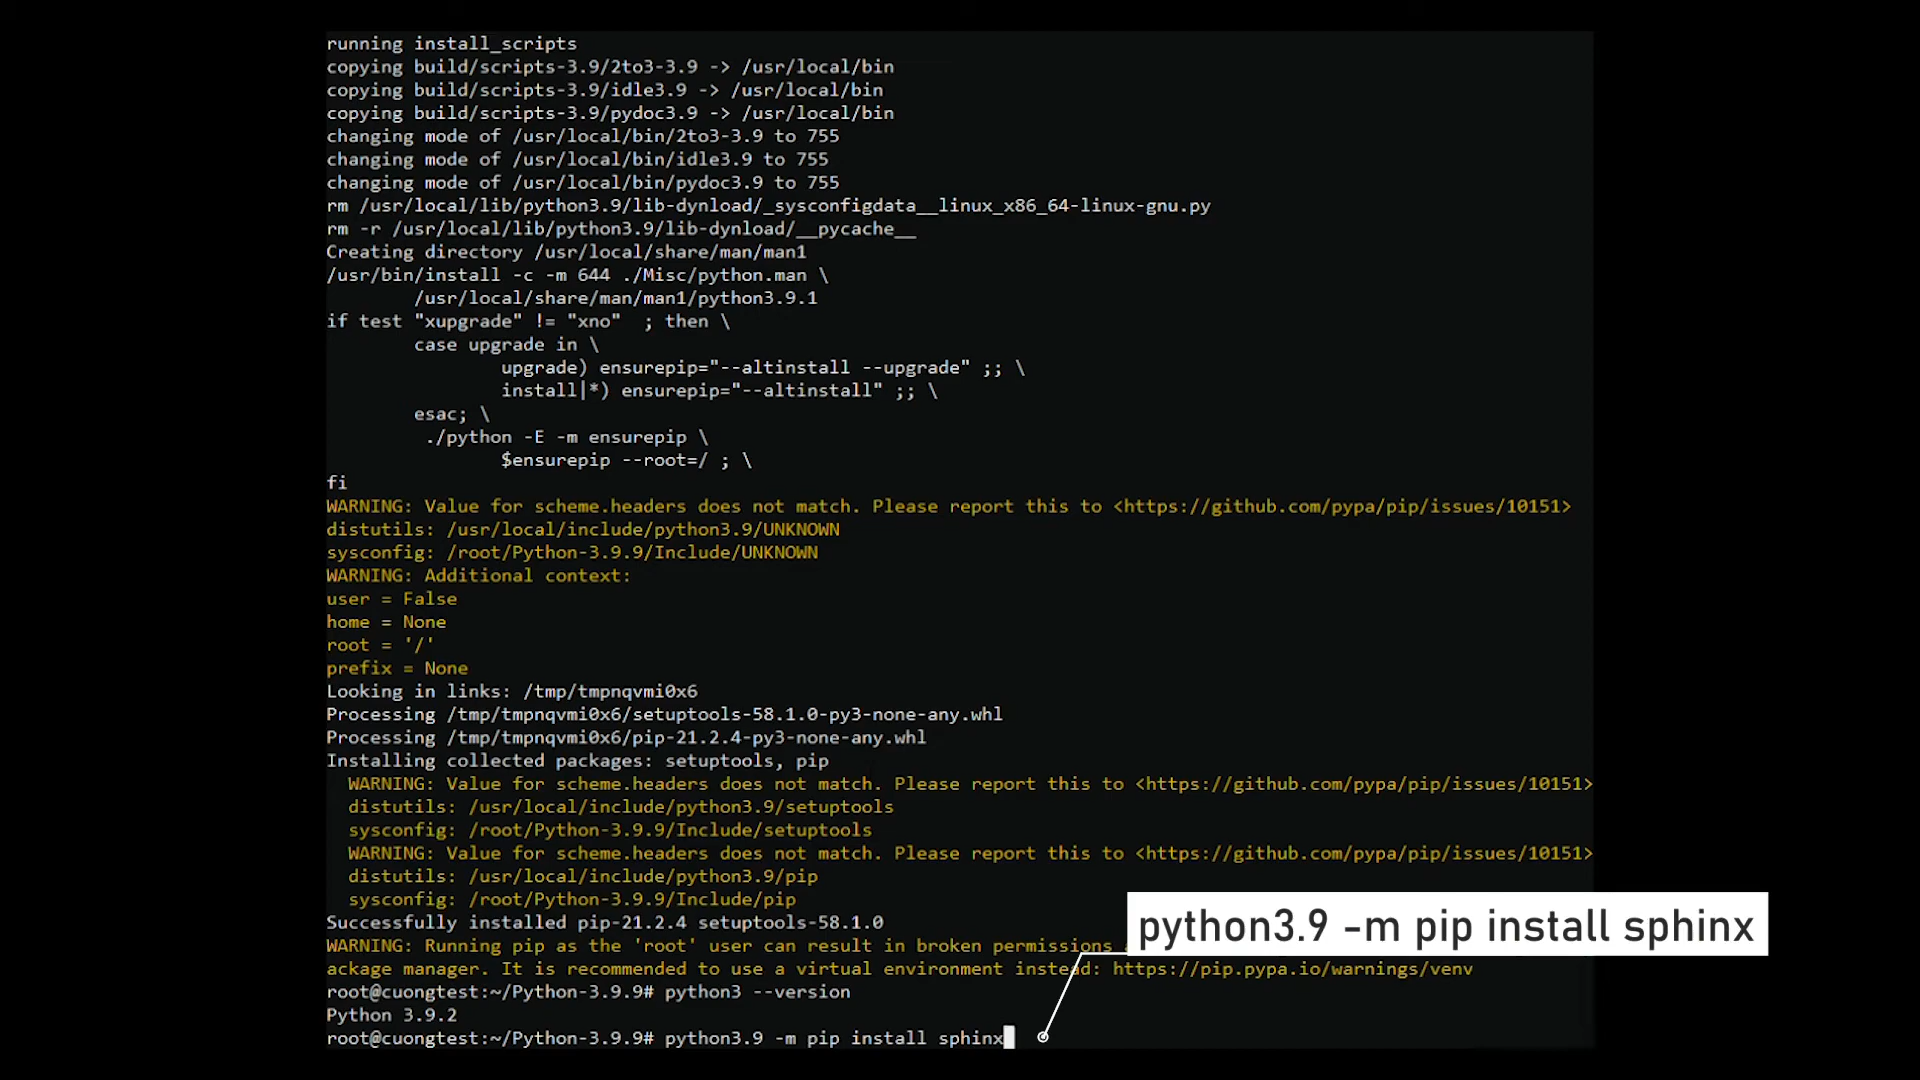 running install_scripts
copying build/scripts-3.9/2to3-3.9 -> /usr/local/bin
copying build/scripts-3.9/idle3.9 -> /usr/local/bin
copying build/scripts-3.9/pydoc3.9 -> /usr/local/bin
changing mode of /usr/local/bin/2to3-3.9 to 755
changing mode of /usr/local/bin/idle3.9 to 755
changing mode of /usr/local/bin/pydoc3.9 to 755
rm /usr/local/lib/python3.9/lib-dynload/_sysconfigdata__linux_x86_64-linux-gnu.py
rm -r /usr/local/lib/python3.9/lib-dynload/__pycache__
Creating directory /usr/local/share/man/man1
/usr/bin/install -c -m 644 ./Misc/python.man \
        /usr/local/share/man/man1/python3.9.1
if test "xupgrade" != "xno"  ; then \
        case upgrade in \
                upgrade) ensurepip="--altinstall --upgrade" ;; \
                install|*) ensurepip="--altinstall" ;; \
        esac; \
         ./python -E -m ensurepip \
                $ensurepip --root=/ ; \
fi
WARNING: Value for scheme.headers does not match. Please report this to <https://github.com/pypa/pip/issues/10151>
distutils: /usr/local/include/python3.9/UNKNOWN
sysconfig: /root/Python-3.9.9/Include/UNKNOWN
WARNING: Additional context:
user = False
home = None
root = '/'
prefix = None
Looking in links: /tmp/tmpnqvmi0x6
Processing /tmp/tmpnqvmi0x6/setuptools-58.1.0-py3-none-any.whl
Processing /tmp/tmpnqvmi0x6/pip-21.2.4-py3-none-any.whl
Installing collected packages: setuptools, pip
  WARNING: Value for scheme.headers does not match. Please report this to <https://github.com/pypa/pip/issues/10151>
  distutils: /usr/local/include/python3.9/setuptools
  sysconfig: /root/Python-3.9.9/Include/setuptools
  WARNING: Value for scheme.headers does not match. Please report this to <https://github.com/pypa/pip/issues/10151>
  distutils: /usr/local/include/python3.9/pip
  sysconfig: /root/Python-3.9.9/Include/pip
Successfully installed pip-21.2.4 setuptools-58.1.0
WARNING: Running pip as the 'root' user can result in broken permissions
ackage manager. It is recommended to use a virtual environment instead: https://pip.pypa.io/warnings/venv
root@cuongtest:~/Python-3.9.9# python3 --version
Python 3.9.2
root@cuongtest:~/Python-3.9.9# python3.9 -m pip install sphinx
python3.9 -m pip install sphinx